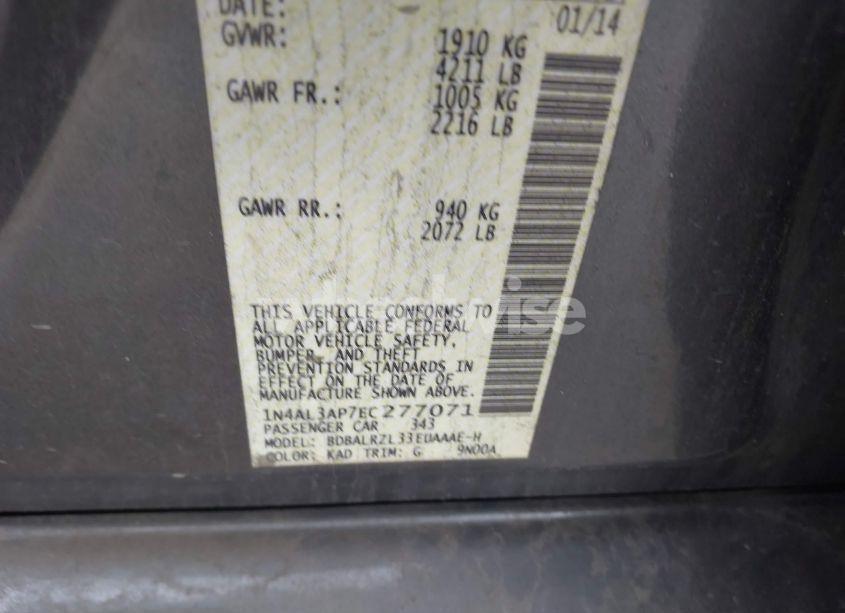 DATE: 01/14
GVWR: 1910 KG
4211 LB
GAWR FR.: 1005 KG
2216 LB
GAWR RR.: 940 KG
2072 LB
THIS VEHICLE CONFORMS TO
ALL APPLICABLE FEDERAL
MOTOR VEHICLE SAFETY,
BUMPER, AND THEFT
PREVENTION STANDARDS IN
EFFECT ON THE DATE OF
MANUFACTURE SHOWN ABOVE.
1N4AL3AP7EC277071
PASSENGER CAR 343
MODEL: BDBALRZL33EUAAAE-H
COLOR: KAD TRIM: G 9N00A